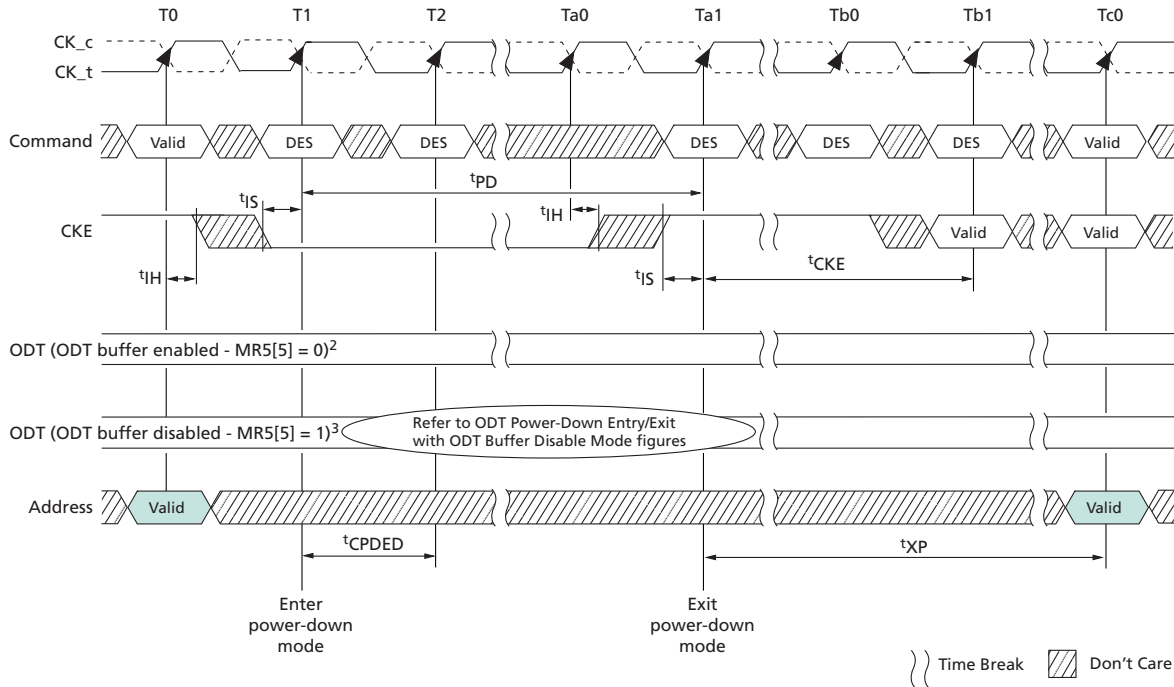 T0 T1 T2 Ta0 Ta1 Tb0 Tb1 Tc0
CK_c
CK_t
Command Valid DES DES DES DES DES Valid
tPD
tIS
tIH
CKE Valid Valid
tIH
tIS
tCKE
ODT (ODT buffer enabled - MR5[5] = 0)2
ODT (ODT buffer disabled - MR5[5] = 1)3
Refer to ODT Power-Down Entry/Exit
with ODT Buffer Disable Mode figures
Address Valid Valid
tCPDED
tXP
Enter
power-down
mode
Exit
power-down
mode
Time Break
Don't Care